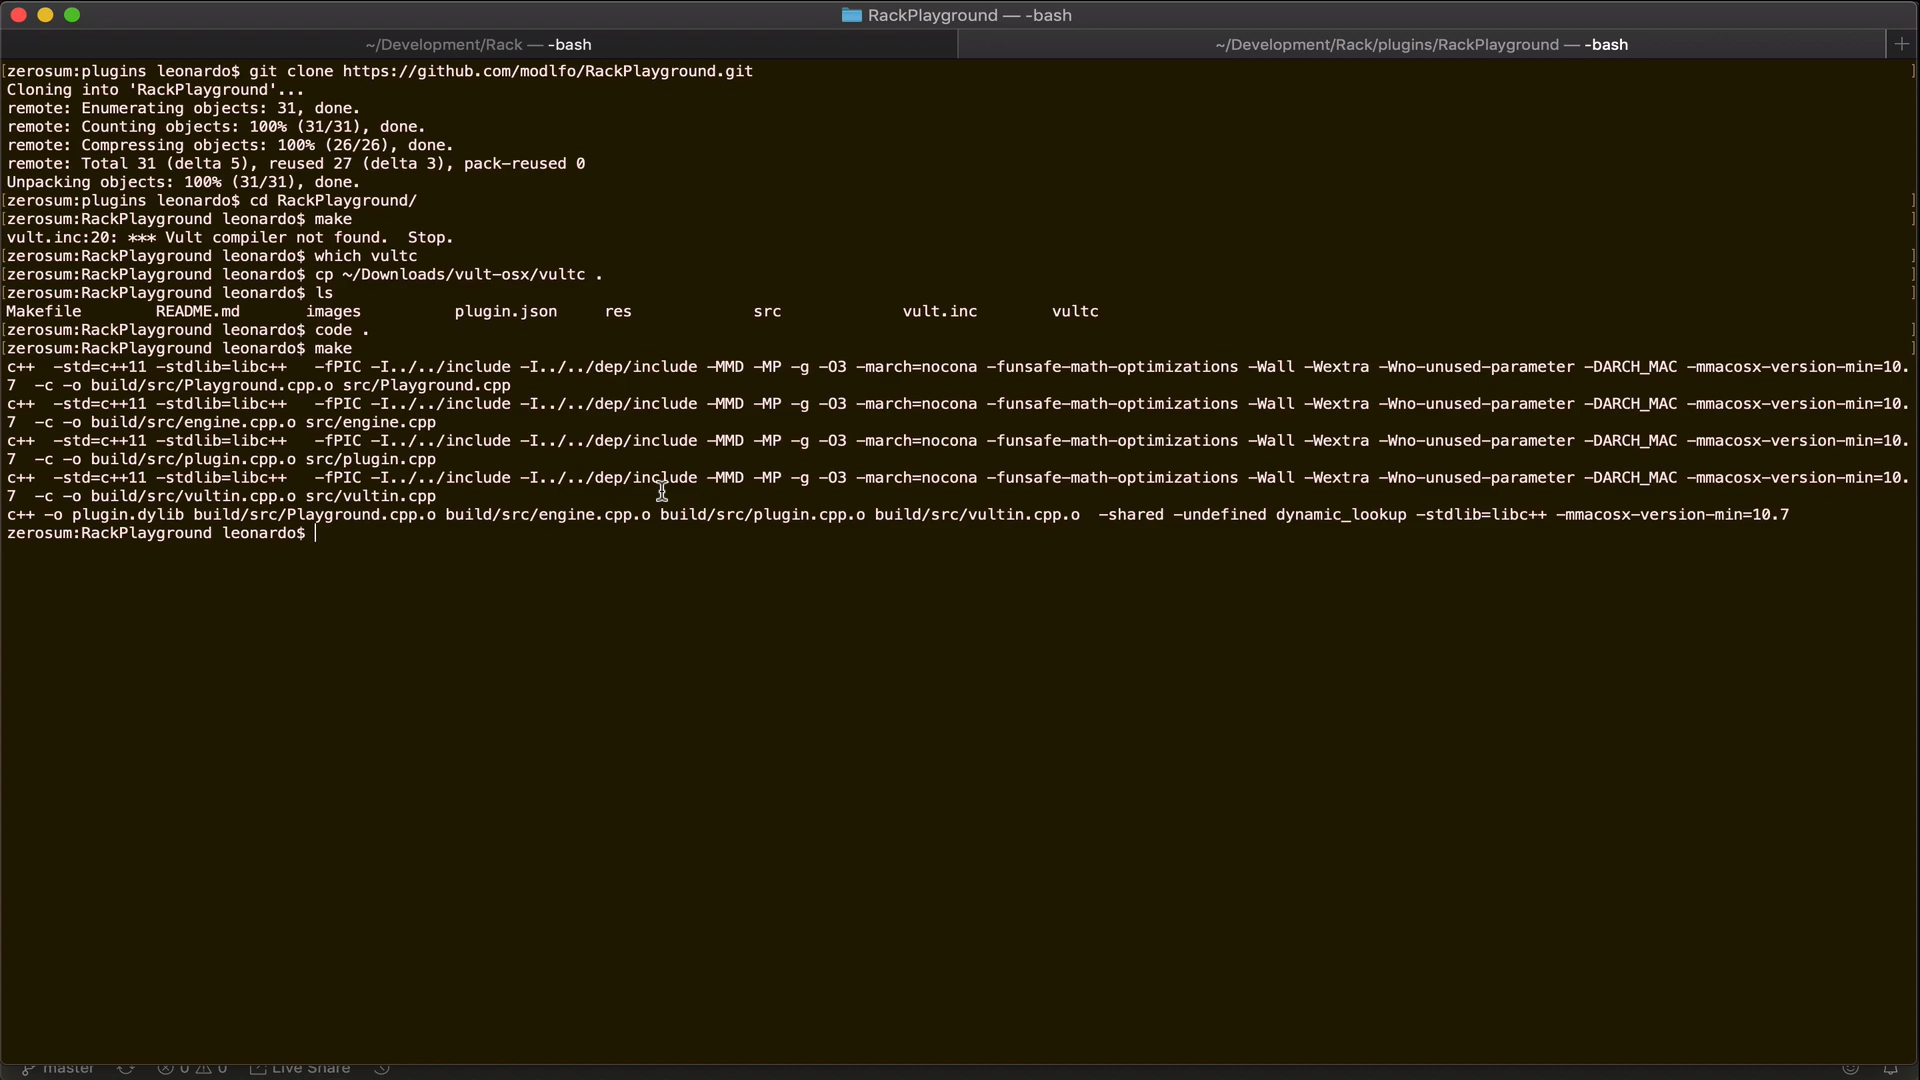 RackPlayground — -bash
~/Development/Rack — -bash
~/Development/Rack/plugins/RackPlayground — -bash
[zerosum:plugins leonardo$ git clone https://github.com/modlfo/RackPlayground.git ]
Cloning into 'RackPlayground'...
remote: Enumerating objects: 31, done.
remote: Counting objects: 100% (31/31), done.
remote: Compressing objects: 100% (26/26), done.
remote: Total 31 (delta 5), reused 27 (delta 3), pack-reused 0
Unpacking objects: 100% (31/31), done.
[zerosum:plugins leonardo$ cd RackPlayground/ ]
[zerosum:RackPlayground leonardo$ make ]
vult.inc:20: *** Vult compiler not found.  Stop.
[zerosum:RackPlayground leonardo$ which vultc ]
[zerosum:RackPlayground leonardo$ cp ~/Downloads/vult-osx/vultc . ]
[zerosum:RackPlayground leonardo$ ls ]
Makefile README.md images plugin.json res src vult.inc vultc
[zerosum:RackPlayground leonardo$ code . ]
[zerosum:RackPlayground leonardo$ make ]
c++  -std=c++11 -stdlib=libc++   -fPIC -I../../include -I../../dep/include -MMD -MP -g -O3 -march=nocona -funsafe-math-optimizations -Wall -Wextra -Wno-unused-parameter -DARCH_MAC -mmacosx-version-min=10.
7  -c -o build/src/Playground.cpp.o src/Playground.cpp
c++  -std=c++11 -stdlib=libc++   -fPIC -I../../include -I../../dep/include -MMD -MP -g -O3 -march=nocona -funsafe-math-optimizations -Wall -Wextra -Wno-unused-parameter -DARCH_MAC -mmacosx-version-min=10.
7  -c -o build/src/engine.cpp.o src/engine.cpp
c++  -std=c++11 -stdlib=libc++   -fPIC -I../../include -I../../dep/include -MMD -MP -g -O3 -march=nocona -funsafe-math-optimizations -Wall -Wextra -Wno-unused-parameter -DARCH_MAC -mmacosx-version-min=10.
7  -c -o build/src/plugin.cpp.o src/plugin.cpp
c++  -std=c++11 -stdlib=libc++   -fPIC -I../../include -I../../dep/include -MMD -MP -g -O3 -march=nocona -funsafe-math-optimizations -Wall -Wextra -Wno-unused-parameter -DARCH_MAC -mmacosx-version-min=10.
7  -c -o build/src/vultin.cpp.o src/vultin.cpp
c++ -o plugin.dylib build/src/Playground.cpp.o build/src/engine.cpp.o build/src/plugin.cpp.o build/src/vultin.cpp.o  -shared -undefined dynamic_lookup -stdlib=libc++ -mmacosx-version-min=10.7
zerosum:RackPlayground leonardo$
master 0 0 Live Share